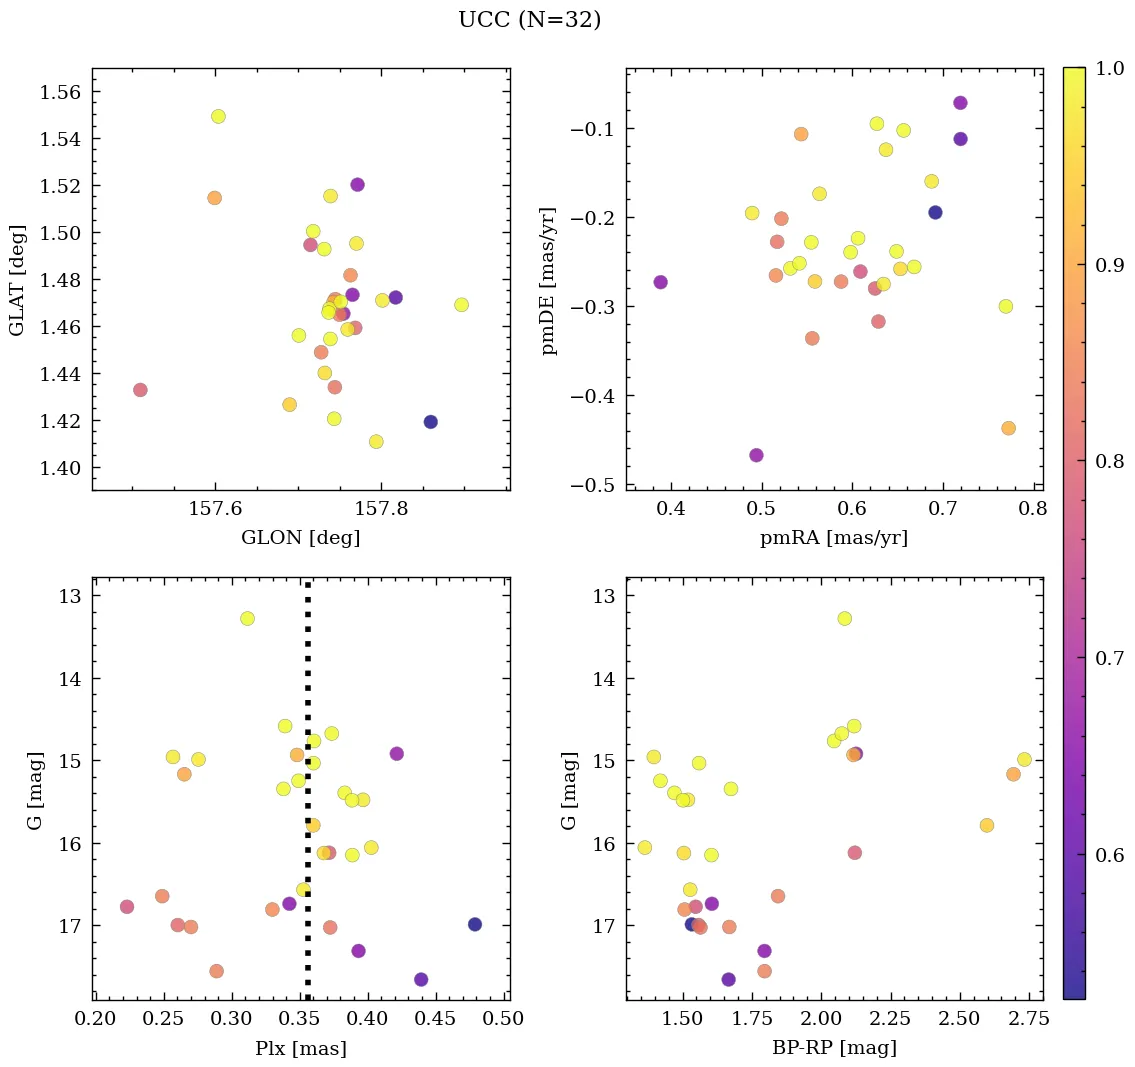 UCC (N=32)
1.56
1.54
1.52
1.50
1.48
1.46
1.44
1.42
1.40
GLAT [deg]
157.6 157.8
GLON [deg]
−0.1
−0.2
−0.3
−0.4
−0.5
pmDE [mas/yr]
0.4 0.5 0.6 0.7 0.8
pmRA [mas/yr]
1.0
0.9
0.8
0.7
0.6
13
14
15
16
17
G [mag]
0.20 0.25 0.30 0.35 0.40 0.45 0.50
Plx [mas]
13
14
15
16
17
G [mag]
1.50 1.75 2.00 2.25 2.50 2.75
BP-RP [mag]